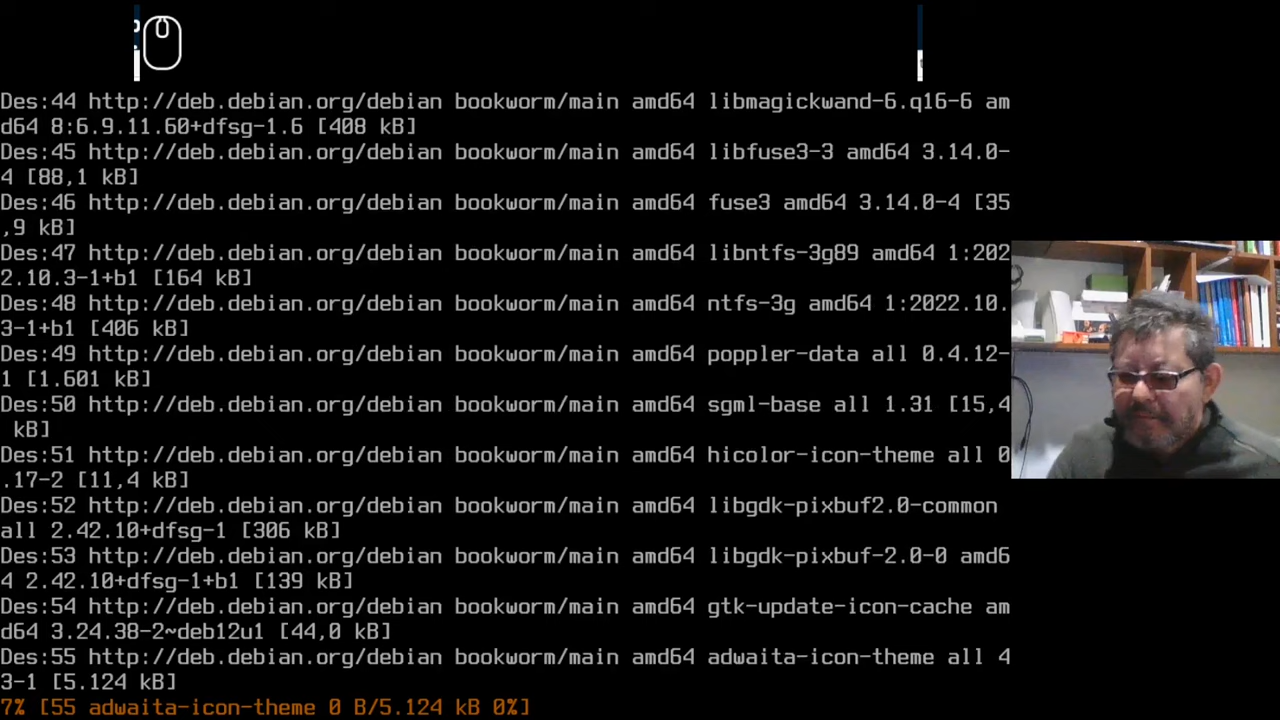 Des:44 http://deb.debian.org/debian bookworm/main amd64 libmagickwand-6.q16-6 am
d64 8:6.9.11.60+dfsg-1.6 [408 kB]
Des:45 http://deb.debian.org/debian bookworm/main amd64 libfuse3-3 amd64 3.14.0-
4 [88,1 kB]
Des:46 http://deb.debian.org/debian bookworm/main amd64 fuse3 amd64 3.14.0-4 [35
,9 kB]
Des:47 http://deb.debian.org/debian bookworm/main amd64 libntfs-3g89 amd64 1:202
2.10.3-1+b1 [164 kB]
Des:48 http://deb.debian.org/debian bookworm/main amd64 ntfs-3g amd64 1:2022.10.
3-1+b1 [406 kB]
Des:49 http://deb.debian.org/debian bookworm/main amd64 poppler-data all 0.4.12-
1 [1.601 kB]
Des:50 http://deb.debian.org/debian bookworm/main amd64 sgml-base all 1.31 [15,4
 kB]
Des:51 http://deb.debian.org/debian bookworm/main amd64 hicolor-icon-theme all 0
.17-2 [11,4 kB]
Des:52 http://deb.debian.org/debian bookworm/main amd64 libgdk-pixbuf2.0-common
all 2.42.10+dfsg-1 [306 kB]
Des:53 http://deb.debian.org/debian bookworm/main amd64 libgdk-pixbuf-2.0-0 amd6
4 2.42.10+dfsg-1+b1 [139 kB]
Des:54 http://deb.debian.org/debian bookworm/main amd64 gtk-update-icon-cache am
d64 3.24.38-2~deb12u1 [44,0 kB]
Des:55 http://deb.debian.org/debian bookworm/main amd64 adwaita-icon-theme all 4
3-1 [5.124 kB]
7% [55 adwaita-icon-theme 0 B/5.124 kB 0%]